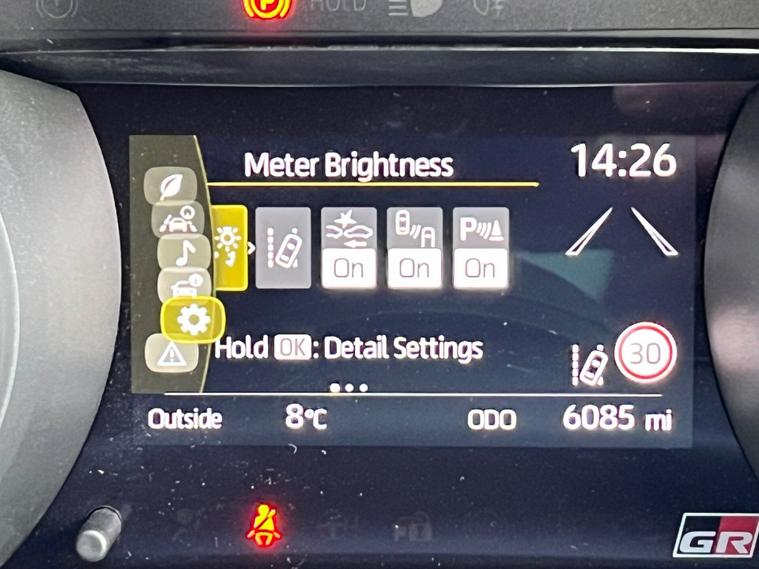 P HOLD
Meter Brightness 14:26
On On P On
Hold OK: Detail Settings
30
Outside 8°C ODO 6085 mi
GR